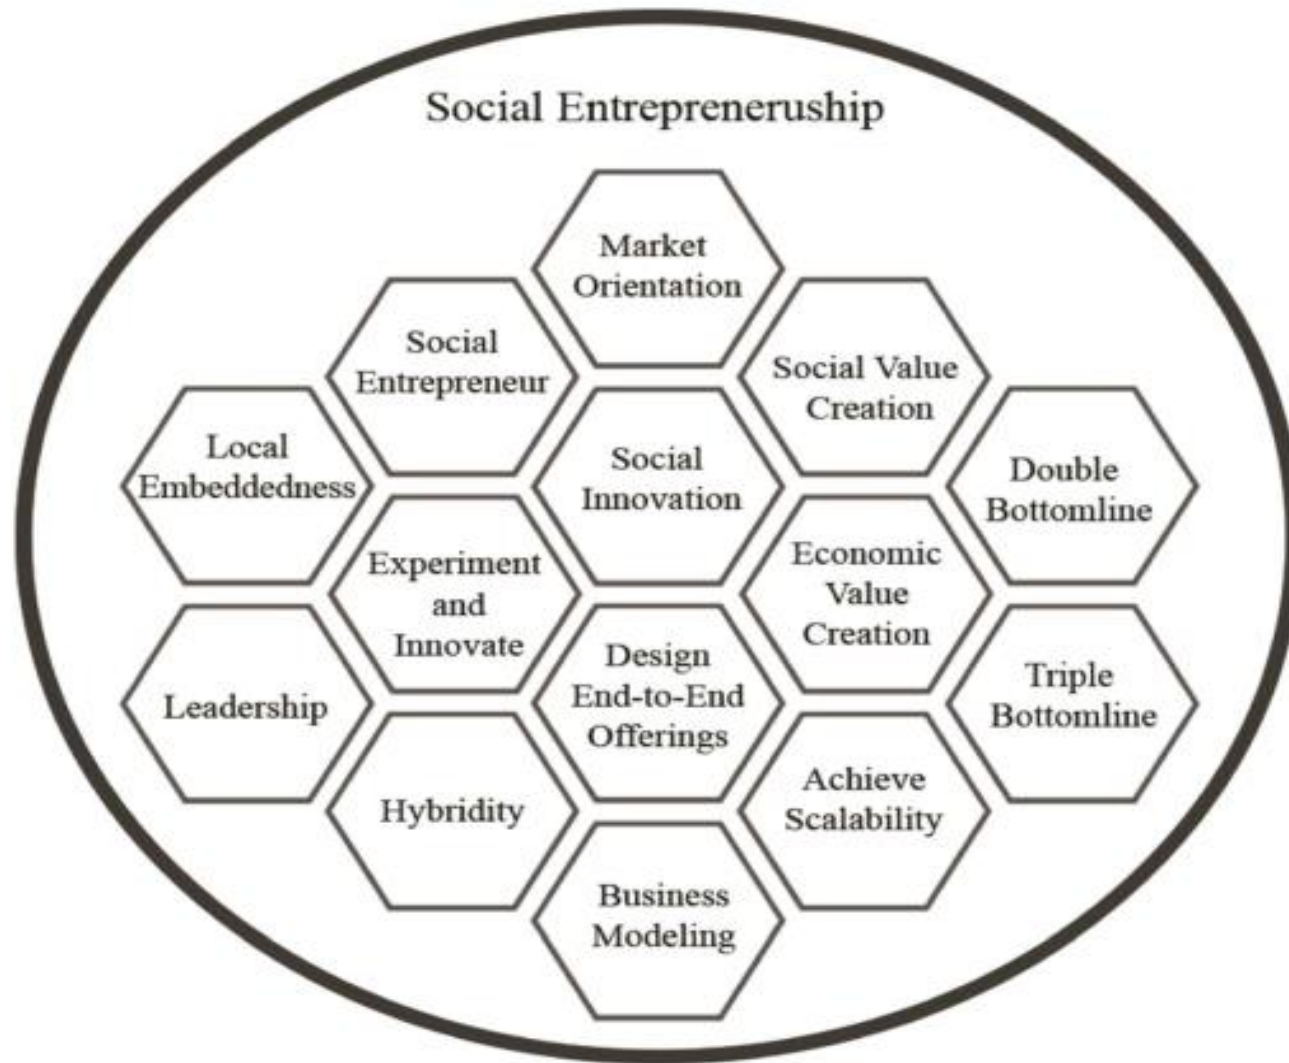 Social Entrepreneruship
Market
Orientation
Social
Entrepreneur
Social Value
Creation
Local
Embeddedness
Social
Innovation
Double
Bottomline
Experiment
and
Innovate
Economic
Value
Creation
Leadership
Design
End-to-End
Offerings
Triple
Bottomline
Hybridity
Achieve
Scalability
Business
Modeling